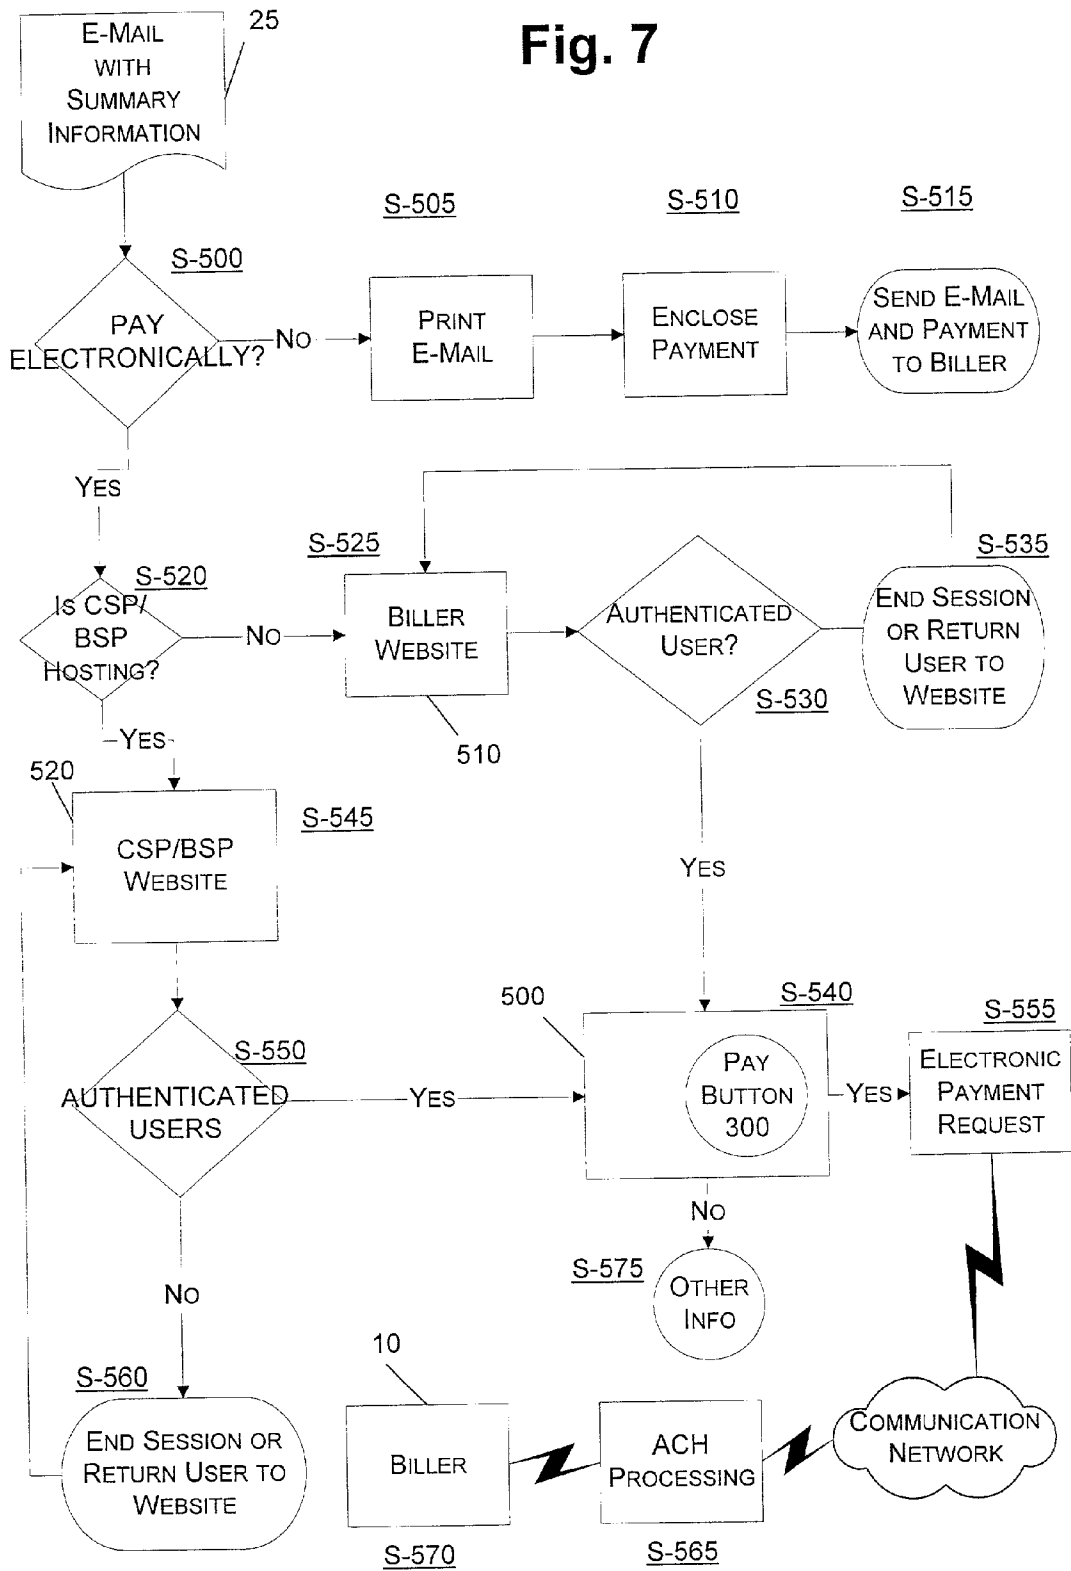 Fig. 7
25
E-MAIL
WITH
SUMMARY
INFORMATION
S-505
S-510
S-515
S-500
PAY
ELECTRONICALLY?
NO
PRINT
E-MAIL
ENCLOSE
PAYMENT
SEND E-MAIL
AND PAYMENT
TO BILLER
YES
S-520
IS CSP/
BSP
HOSTING?
NO
S-525
BILLER
WEBSITE
510
AUTHENTICATED
USER?
S-530
S-535
END SESSION
OR RETURN
USER TO
WEBSITE
YES
520
CSP/BSP
WEBSITE
S-545
YES
S-550
AUTHENTICATED
USERS
YES
500
S-540
PAY
BUTTON
300
YES
S-555
ELECTRONIC
PAYMENT
REQUEST
NO
S-575
OTHER
INFO
NO
S-560
END SESSION OR
RETURN USER TO
WEBSITE
10
BILLER
S-570
ACH
PROCESSING
S-565
COMMUNICATION
NETWORK